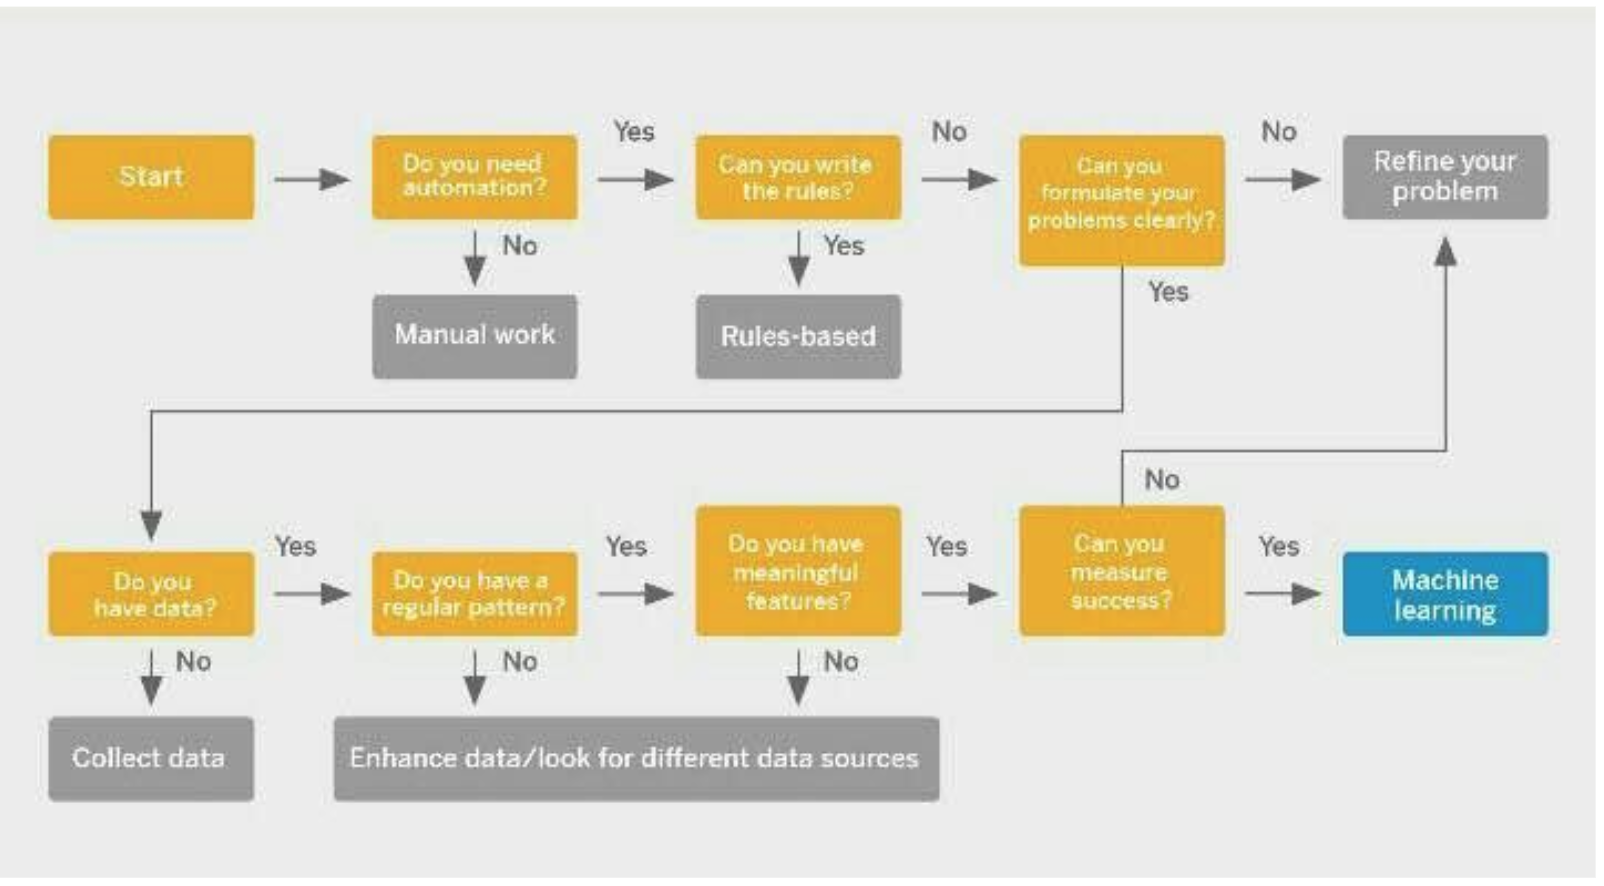 Start
Do you need
automation?
Yes
No
Manual work
Can you write
the rules?
No
Yes
Rules-based
Can you
formulate your
problems clearly?
No
Yes
Refine your
problem
Do you
have data?
Yes
No
Collect data
Do you have a
regular pattern?
Yes
No
Do you have
meaningful
features?
Yes
No
Enhance data/look for different data sources
Can you
measure
success?
No
Yes
Machine
learning